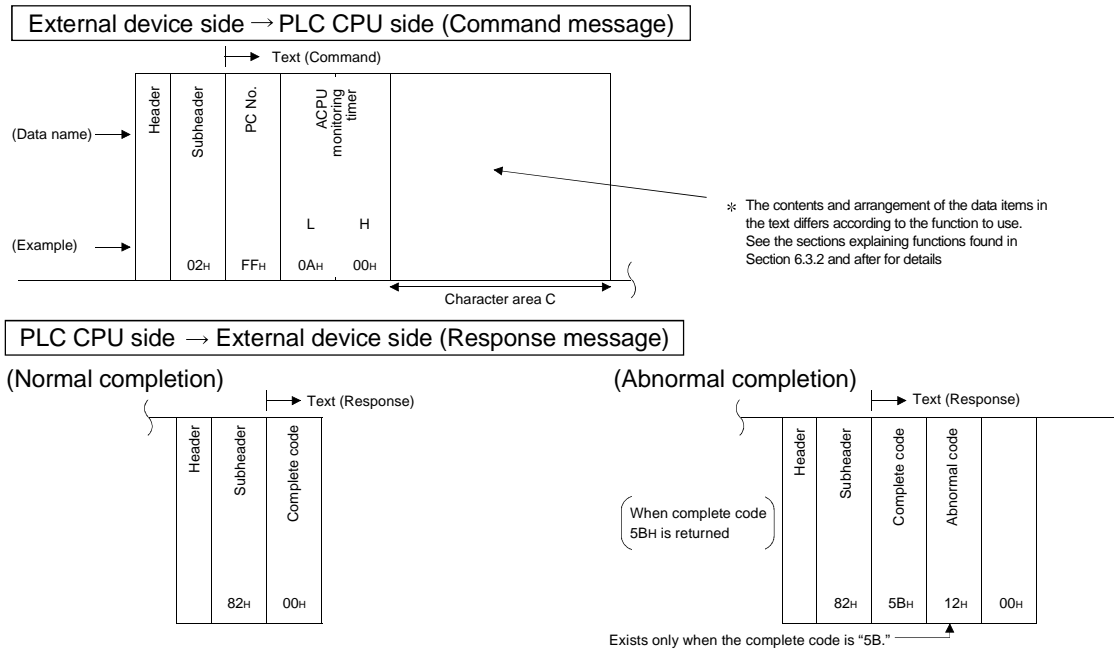 External device side → PLC CPU side (Command message)
Text (Command)
Header
Subheader
PC No.
ACPU
monitoring
timer
(Data name)
L H
(Example)
02H FFH 0AH 00H
Character area C
* The contents and arrangement of the data items in
the text differs according to the function to use.
See the sections explaining functions found in
Section 6.3.2 and after for details
PLC CPU side → External device side (Response message)
(Normal completion)
Text (Response)
Header
Subheader
Complete code
82H 00H
(Abnormal completion)
Text (Response)
Header
Subheader
Complete code
Abnormal code
When complete code
5BH is returned
82H 5BH 12H 00H
Exists only when the complete code is “5B.”